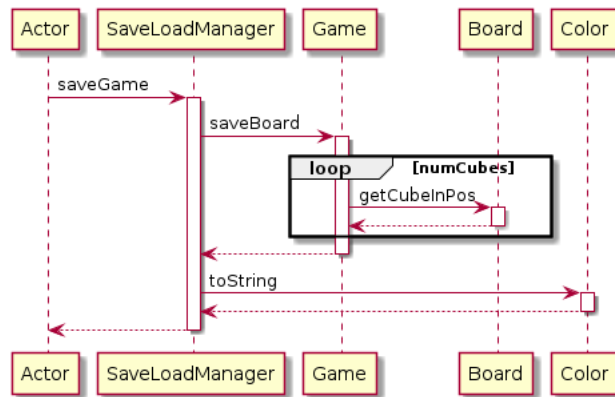 Actor SaveLoadManager Game Board Color
saveGame
saveBoard
loop [numCubes]
getCubeInPos
toString
Actor SaveLoadManager Game Board Color